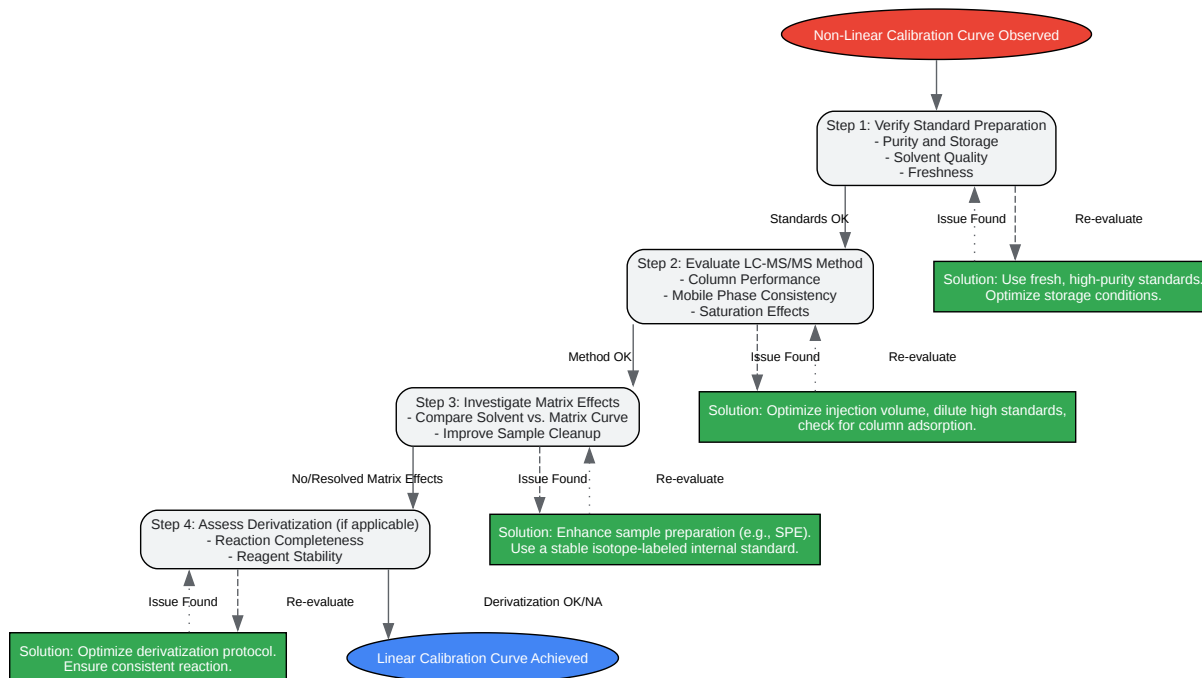 Non-Linear Calibration Curve Observed
Step 1: Verify Standard Preparation
- Purity and Storage
- Solvent Quality
- Freshness
Standards OK
Issue Found
Re-evaluate
Solution: Use fresh, high-purity standards.
Optimize storage conditions.
Step 2: Evaluate LC-MS/MS Method
- Column Performance
- Mobile Phase Consistency
- Saturation Effects
Method OK
Issue Found
Re-evaluate
Solution: Optimize injection volume, dilute high standards,
check for column adsorption.
Step 3: Investigate Matrix Effects
- Compare Solvent vs. Matrix Curve
- Improve Sample Cleanup
No/Resolved Matrix Effects
Issue Found
Re-evaluate
Solution: Enhance sample preparation (e.g., SPE).
Use a stable isotope-labeled internal standard.
Step 4: Assess Derivatization (if applicable)
- Reaction Completeness
- Reagent Stability
Issue Found
Re-evaluate
Derivatization OK/NA
Solution: Optimize derivatization protocol.
Ensure consistent reaction.
Linear Calibration Curve Achieved